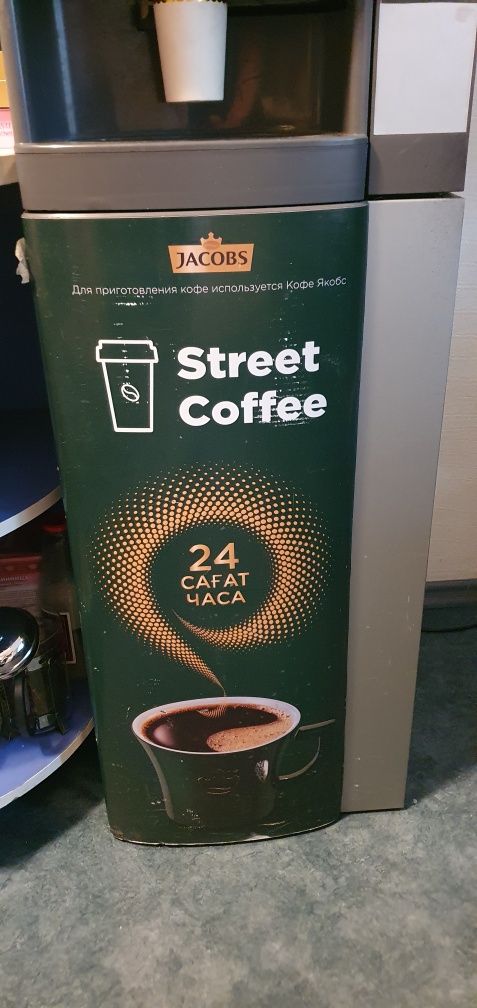 JACOBS
Для приготовления кофе используется Кофе Якобс
Street
Coffee
24
САҒАТ
ЧАСА